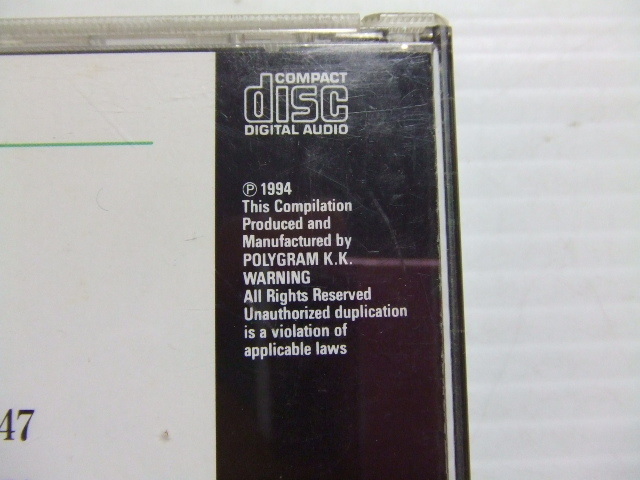 COMPACT
disc
DIGITAL AUDIO
℗ 1994
This Compilation
Produced and
Manufactured by
POLYGRAM K.K.
WARNING
All Rights Reserved
Unauthorized duplication
is a violation of
applicable laws
47